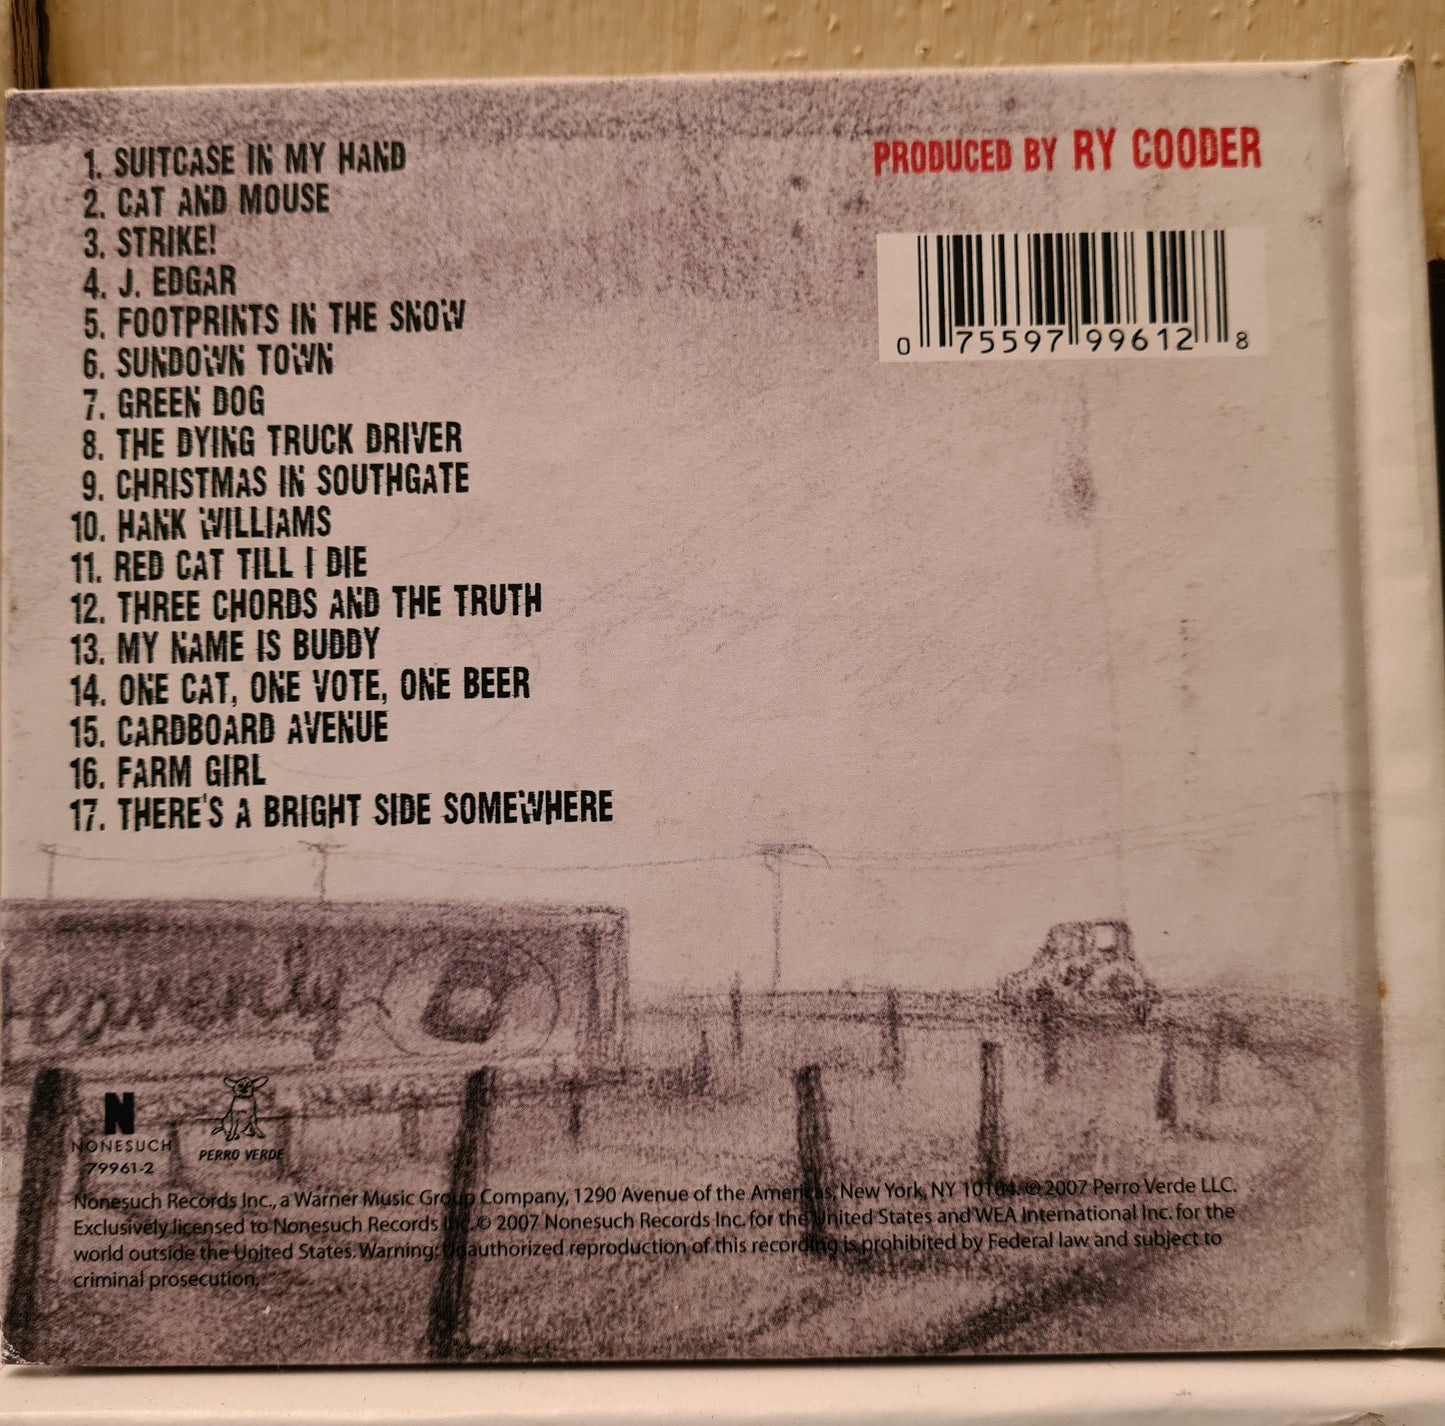 1. SUITCASE IN MY HAND
2. CAT AND MOUSE
3. STRIKE!
4. J. EDGAR
5. FOOTPRINTS IN THE SNOW
6. SUNDOWN TOWN
7. GREEN DOG
8. THE DYING TRUCK DRIVER
9. CHRISTMAS IN SOUTHGATE
10. HANK WILLIAMS
11. RED CAT TILL I DIE
12. THREE CHORDS AND THE TRUTH
13. MY NAME IS BUDDY
14. ONE CAT, ONE VOTE, ONE BEER
15. CARDBOARD AVENUE
16. FARM GIRL
17. THERE'S A BRIGHT SIDE SOMEWHERE
PRODUCED BY RY COODER
0 75597 99612 8
eavenly
N
NONESUCH
79961-2
PERRO VERDE
Nonesuch Records Inc., a Warner Music Group Company, 1290 Avenue of the Americas, New York, NY 10104. ℗ 2007 Perro Verde LLC.
Exclusively licensed to Nonesuch Records Inc. © 2007 Nonesuch Records Inc. for the United States and WEA International Inc. for the
world outside the United States. Warning: Unauthorized reproduction of this recording is prohibited by Federal law and subject to
criminal prosecution.